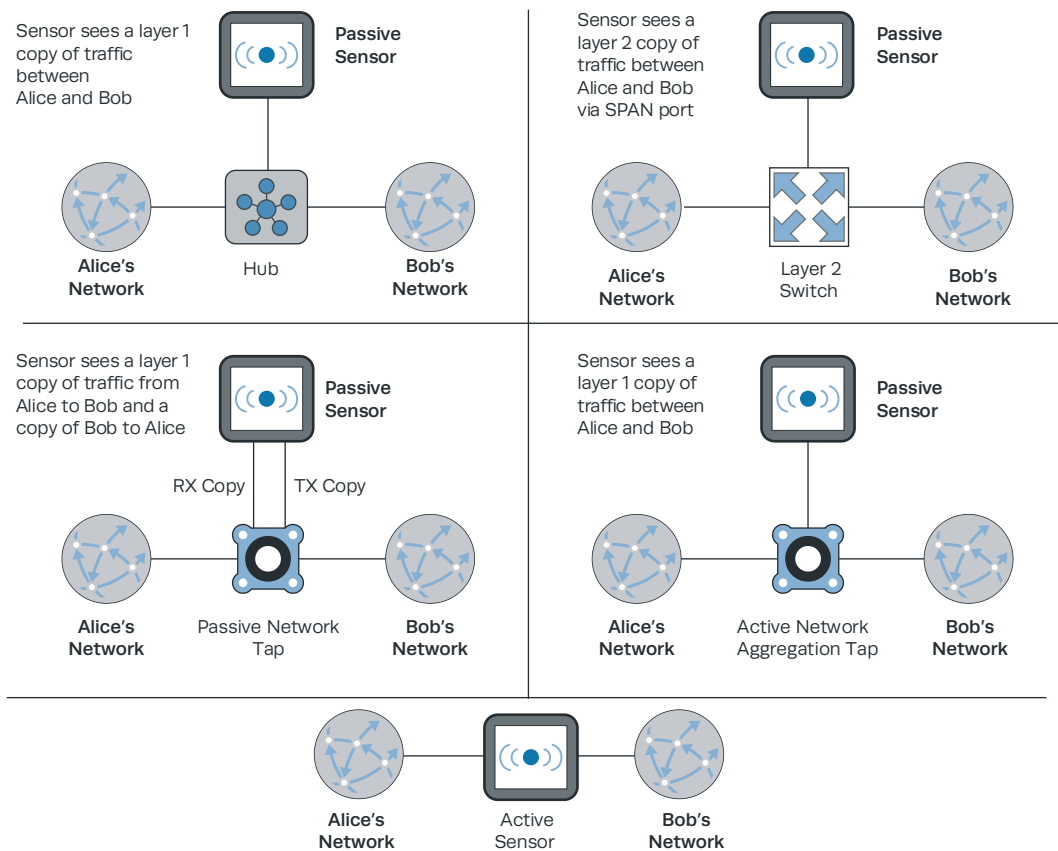 Sensor sees a layer 1
copy of traffic
between
Alice and Bob
Passive
Sensor
Alice's
Network
Hub
Bob's
Network
Sensor sees a
layer 2 copy of
traffic between
Alice and Bob
via SPAN port
Passive
Sensor
Alice's
Network
Layer 2
Switch
Bob's
Network
Sensor sees a layer 1
copy of traffic from
Alice to Bob and a
copy of Bob to Alice
Passive
Sensor
RX Copy
TX Copy
Alice's
Network
Passive Network
Tap
Bob's
Network
Sensor sees a
layer 1 copy of
traffic between
Alice and Bob
Passive
Sensor
Alice's
Network
Active Network
Aggregation Tap
Bob's
Network
Alice's
Network
Active
Sensor
Bob's
Network